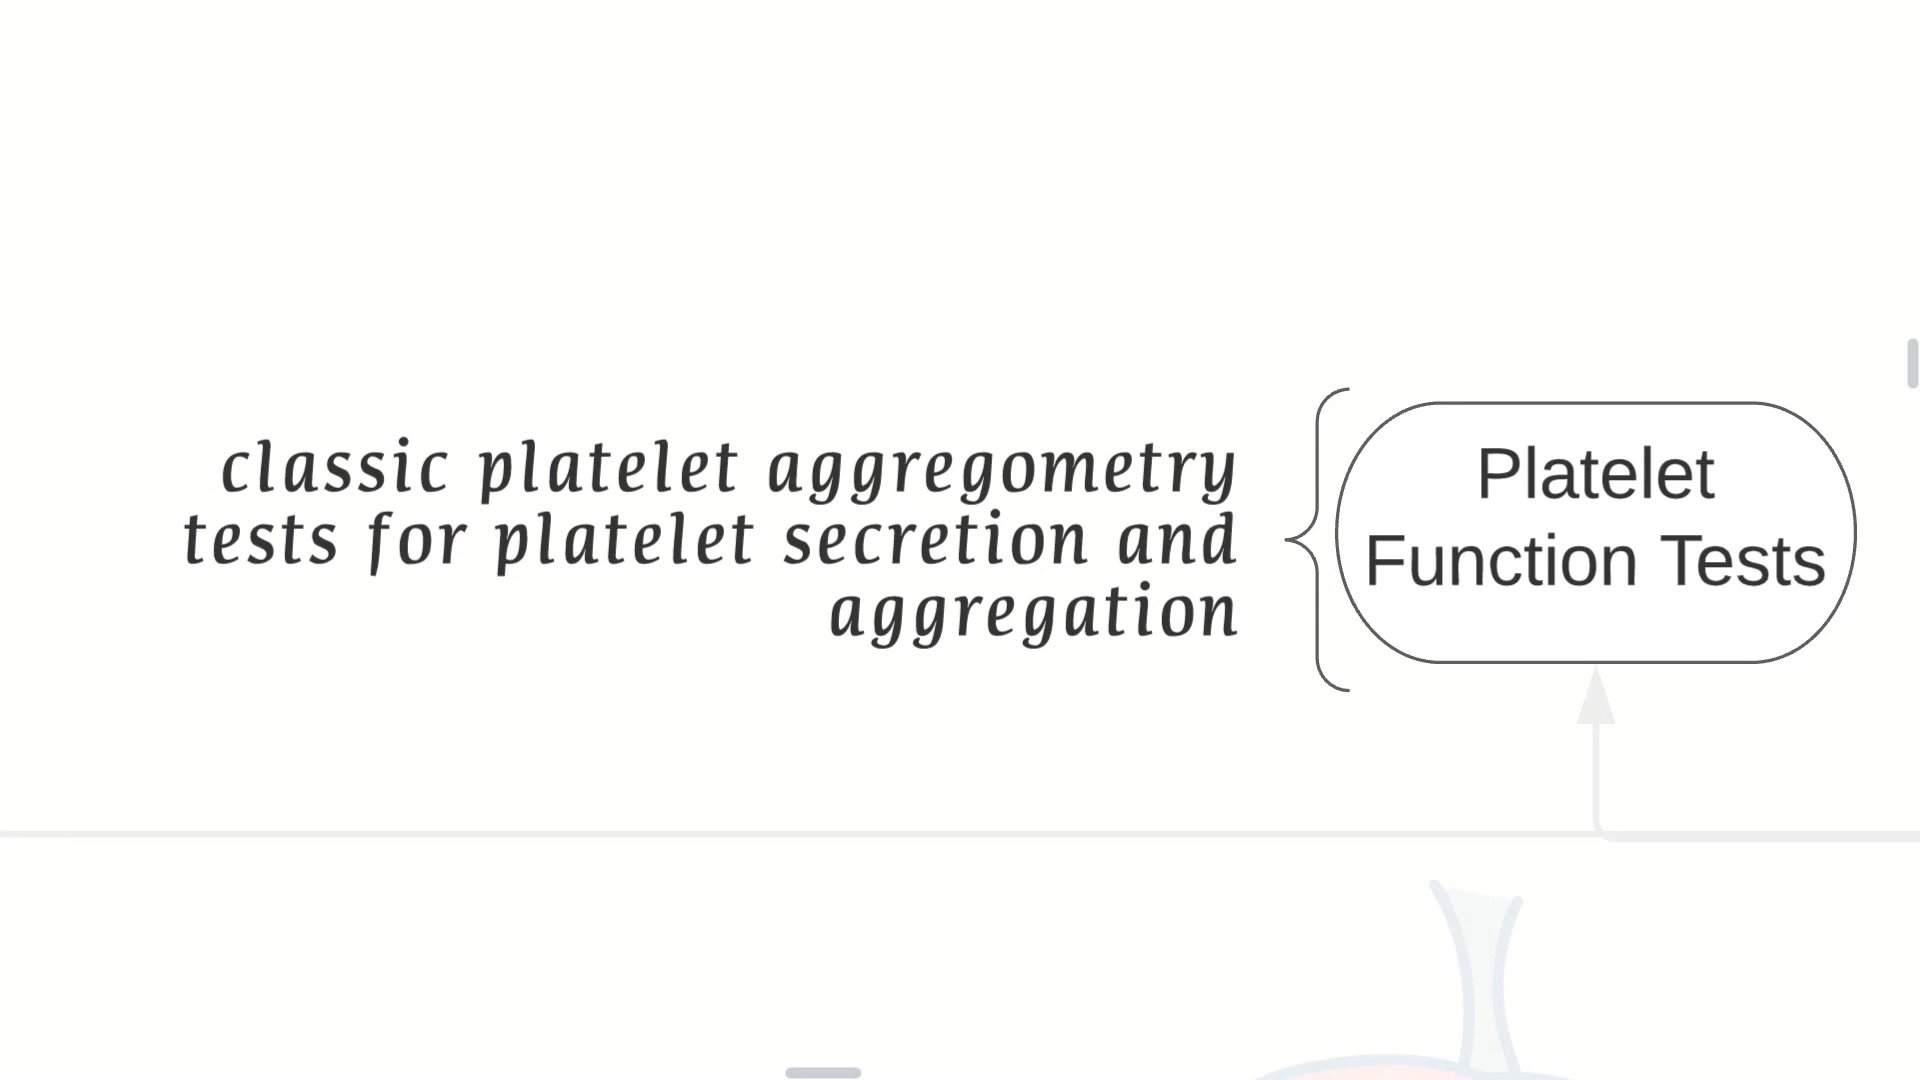 classic platelet aggregometry
tests for platelet secretion and
aggregation
Platelet
Function Tests